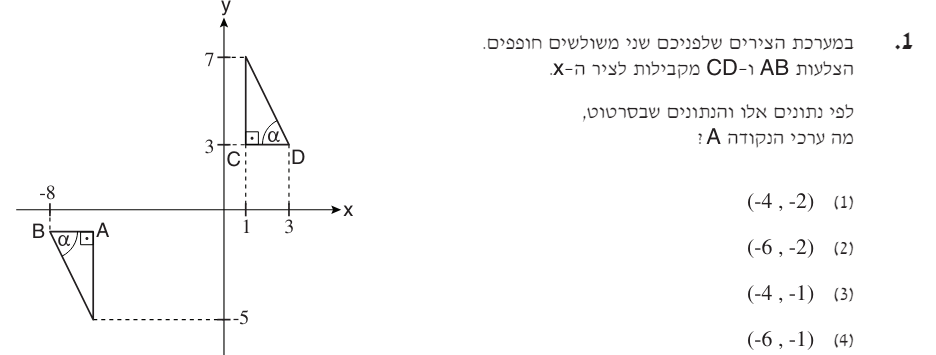 1. במערכת הצירים שלפניכם שני משולשים חופפים.
הצלעות AB ו-CD מקבילות לציר ה-x.
לפי נתונים אלו והנתונים שבסרטוט,
מה ערכי הנקודה A ?
(1) (-4 , -2)
(2) (-6 , -2)
(3) (-4 , -1)
(4) (-6 , -1)
y
7
3
C
α
D
-8
1
3
x
B
α
A
-5